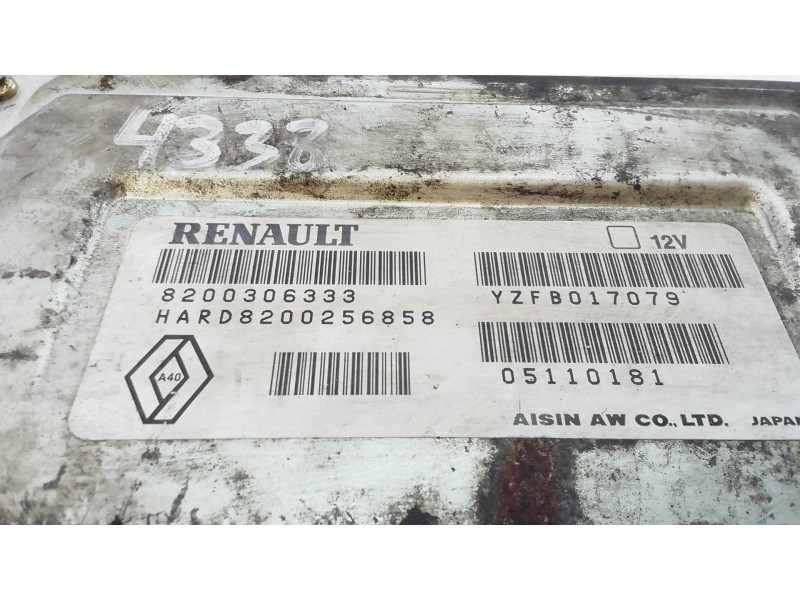 4338
RENAULT
12V
8200306333
YZFB017079
HARD8200256858
A40
05110181
AISIN AW CO., LTD. JAPAN